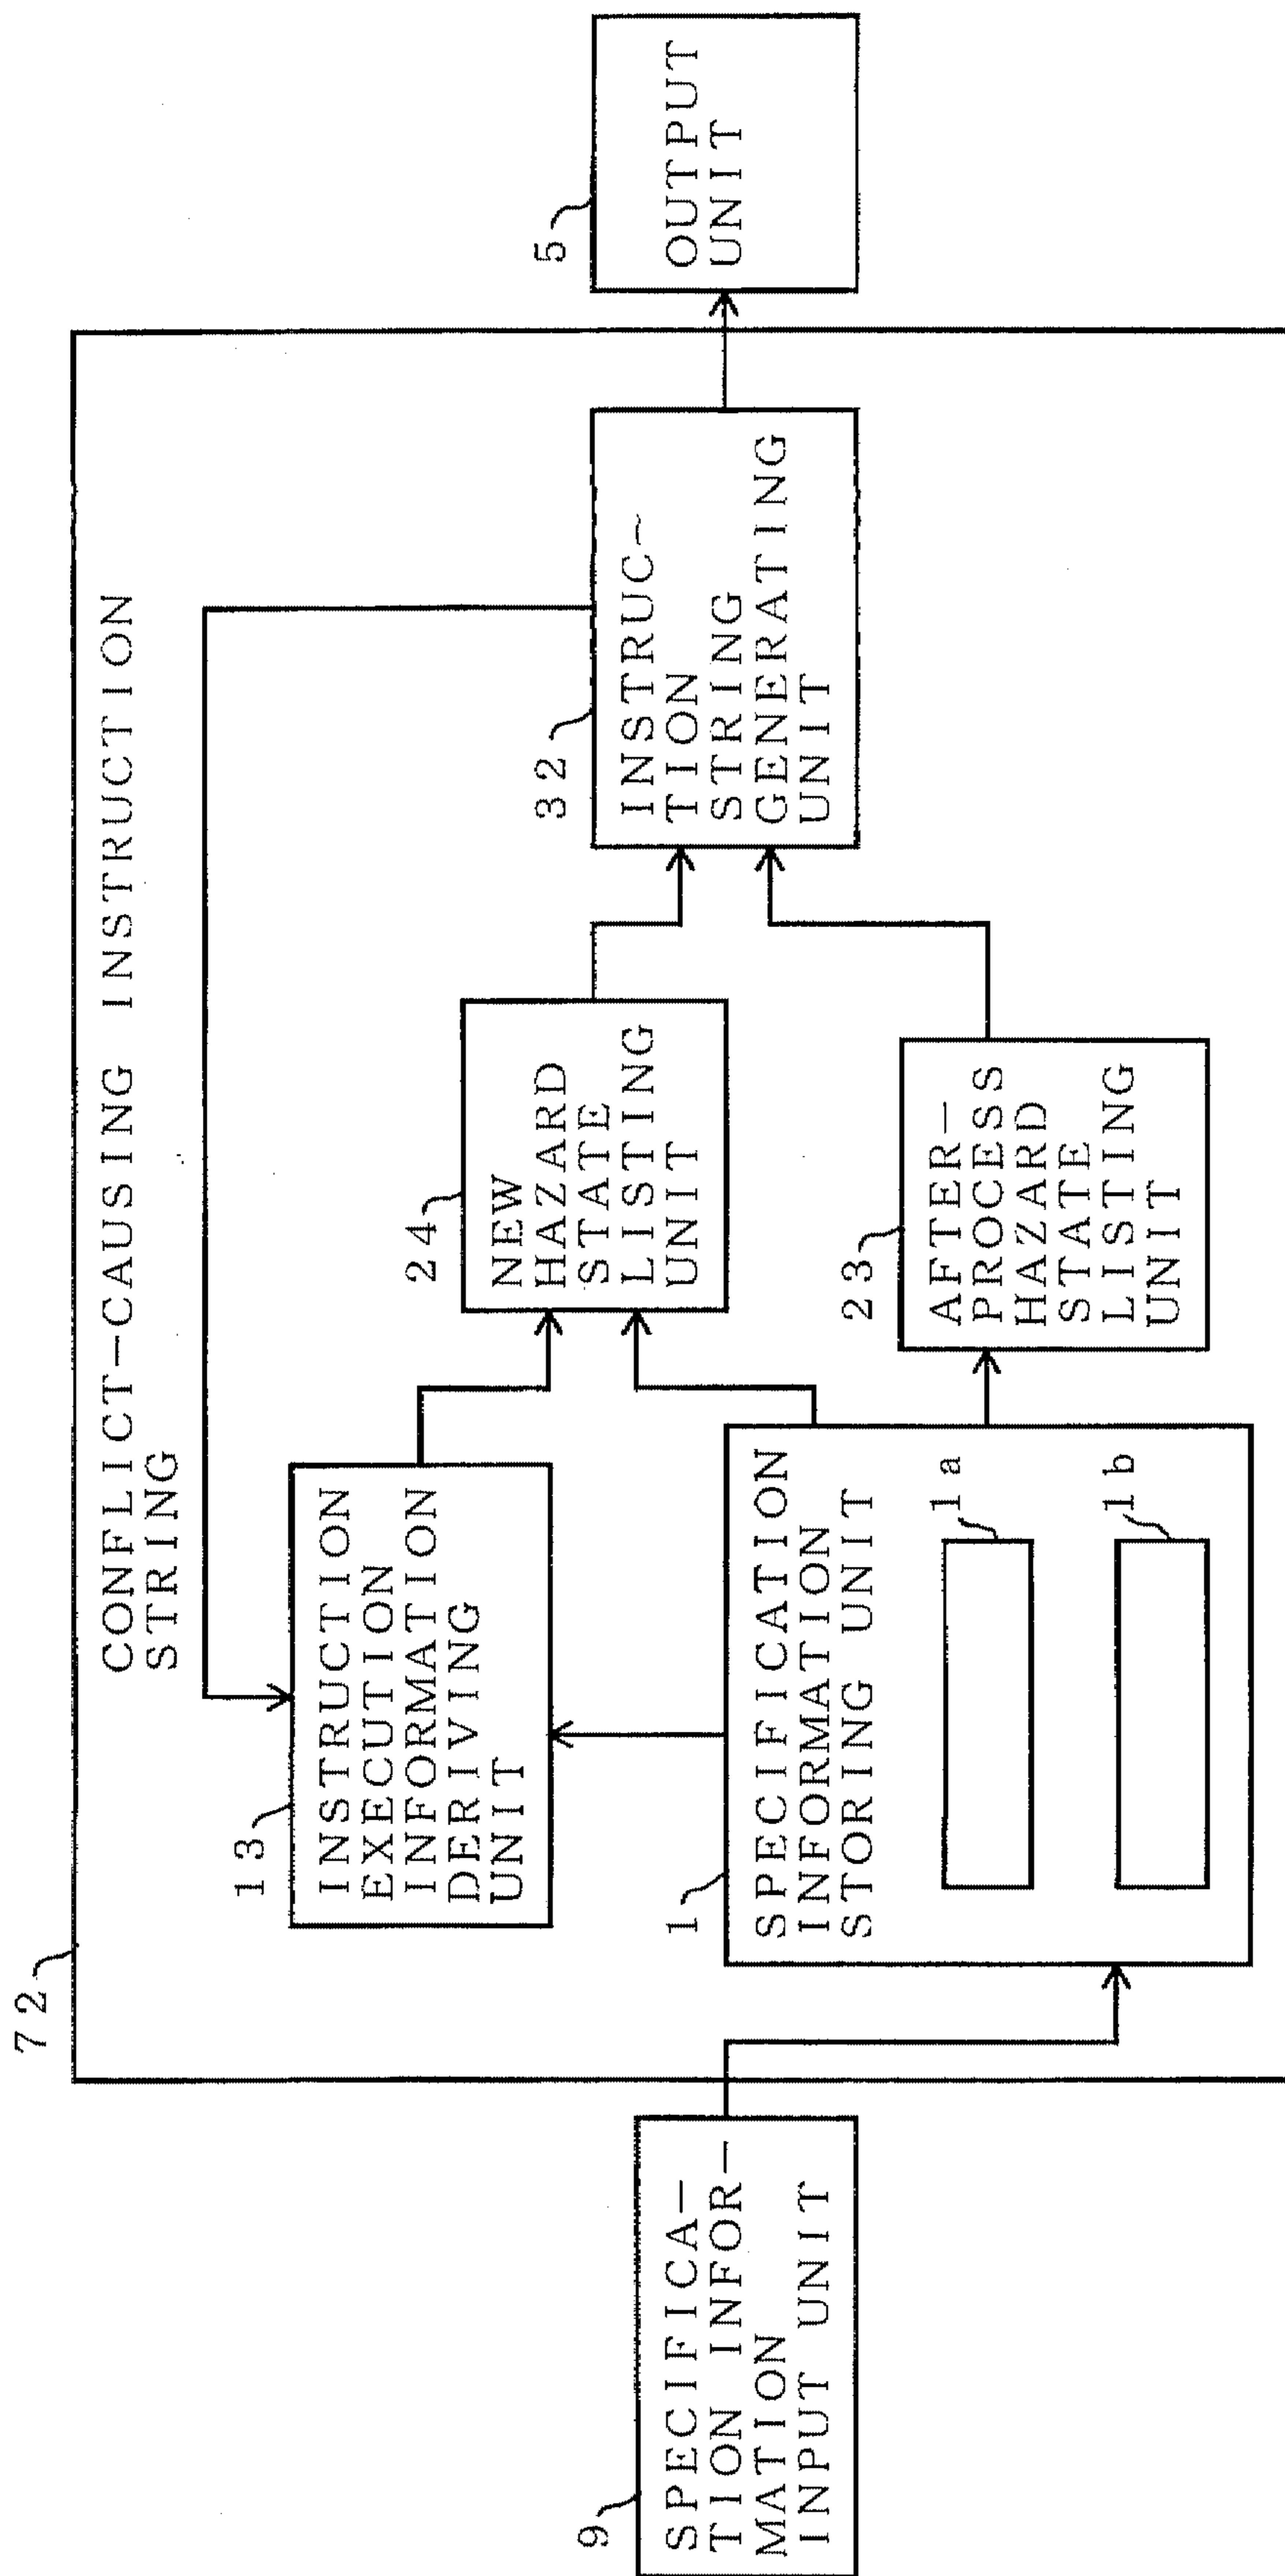 72
CONFLICT-CAUSING INSTRUCTION
STRING
9
SPECIFICA-
TION INFOR-
MATION
INPUT UNIT
13
INSTRUCTION
EXECUTION
INFORMATION
DERIVING
UNIT
1
SPECIFICATION
INFORMATION
STORING UNIT
1a
1b
24
NEW
HAZARD
STATE
LISTING
UNIT
23
AFTER-
PROCESS
HAZARD
STATE
LISTING
UNIT
32
INSTRUC-
TION
STRING
GENERATING
UNIT
5
OUTPUT
UNIT